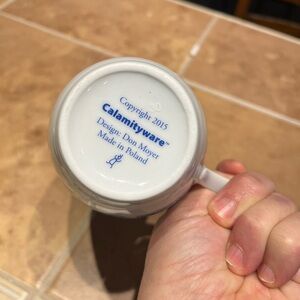 Copyright 2015
Calamityware™
Design: Don Moyer
Made in Poland